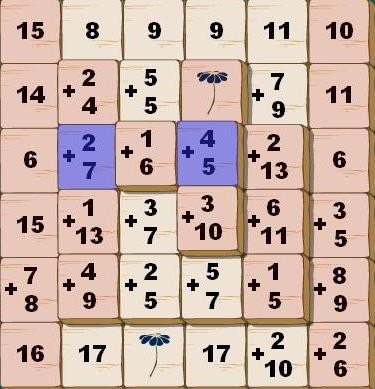 15 8 9 9 11 10
14 +2 4 +5 5 +7 9 11
6 +2 7 +1 6 +4 5 +2 13 6
15 +1 13 +3 7 +3 10 +6 11 +3 5
+7 8 +4 9 +2 5 +5 7 +1 5 +8 9
16 17 17 +2 10 +2 6